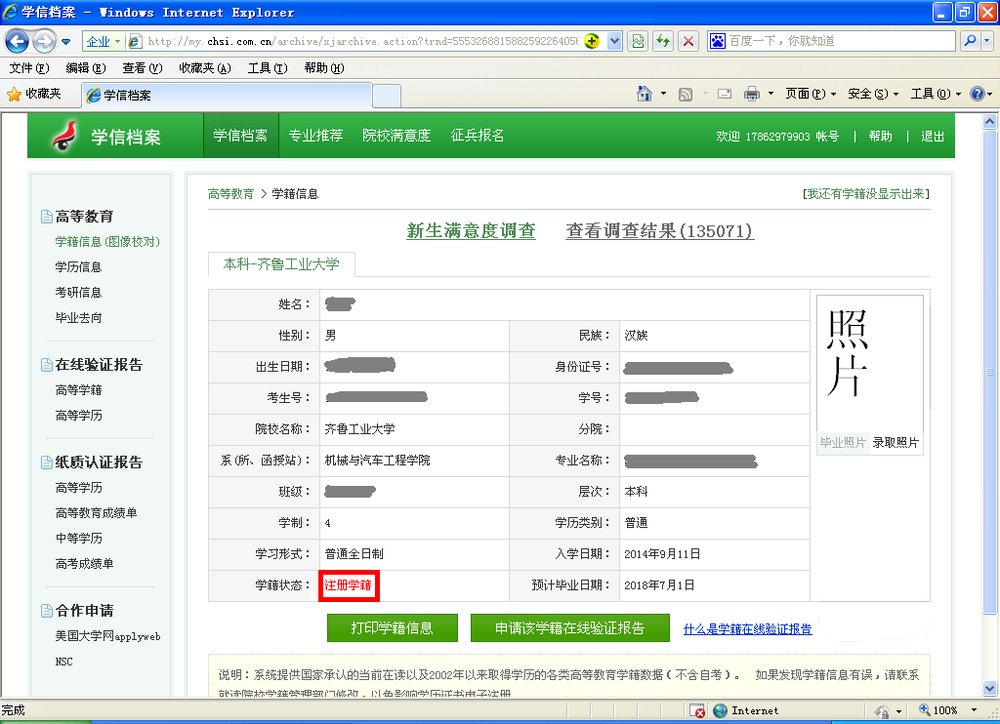 学信档案 - Windows Internet Explorer
企业 http://my.chsi.com.cn/archive/xjarchive.action?trnd=55532688158825922640 百度一下，你就知道
文件(F) 编辑(E) 查看(V) 收藏夹(A) 工具(T) 帮助(H)
收藏夹 学信档案 页面(P) 安全(S) 工具(O)
学信档案 学信档案 专业推荐 院校满意度 征兵报名 欢迎 17862979903 帐号 | 帮助 | 退出
高等教育
学籍信息(图像校对)
学历信息
考研信息
毕业去向
在线验证报告
高等学籍
高等学历
纸质认证报告
高等学历
高等教育成绩单
中等学历
高考成绩单
合作申请
美国大学网applyweb
NSC
高等教育 > 学籍信息 [我还有学籍没显示出来]
新生满意度调查 查看调查结果(135071)
本科-齐鲁工业大学
姓名：
性别： 男 民族： 汉族
出生日期： 身份证号：
考生号： 学号：
院校名称： 齐鲁工业大学 分院：
系(所、函授站)： 机械与汽车工程学院 专业名称：
班级： 层次： 本科
学制： 4 学历类别： 普通
学习形式： 普通全日制 入学日期： 2014年9月11日
学籍状态： 注册学籍 预计毕业日期： 2018年7月1日
照片
毕业照片 录取照片
打印学籍信息 申请该学籍在线验证报告 什么是学籍在线验证报告
说明：系统提供国家承认的当前在读以及2002年以来取得学历的各类高等教育学籍数据（不含自考）。 如果发现学籍信息有误，请联系
就读院校学籍管理部门修改，以免影响学历证书电子注册。
完成 Internet 100%